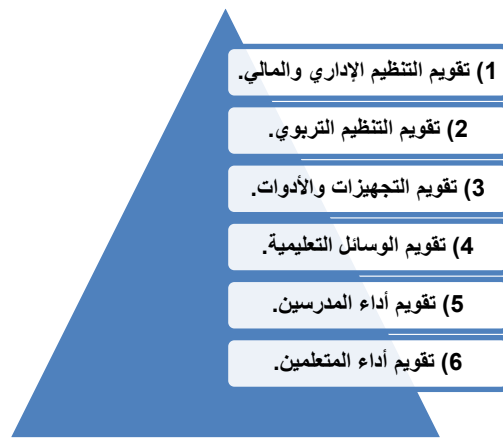 1) تقويم التنظيم الإداري والمالي.
2) تقويم التنظيم التربوي.
3) تقويم التجهيزات والأدوات.
4) تقويم الوسائل التعليمية.
5) تقويم أداء المدرسين.
6) تقويم أداء المتعلمين.